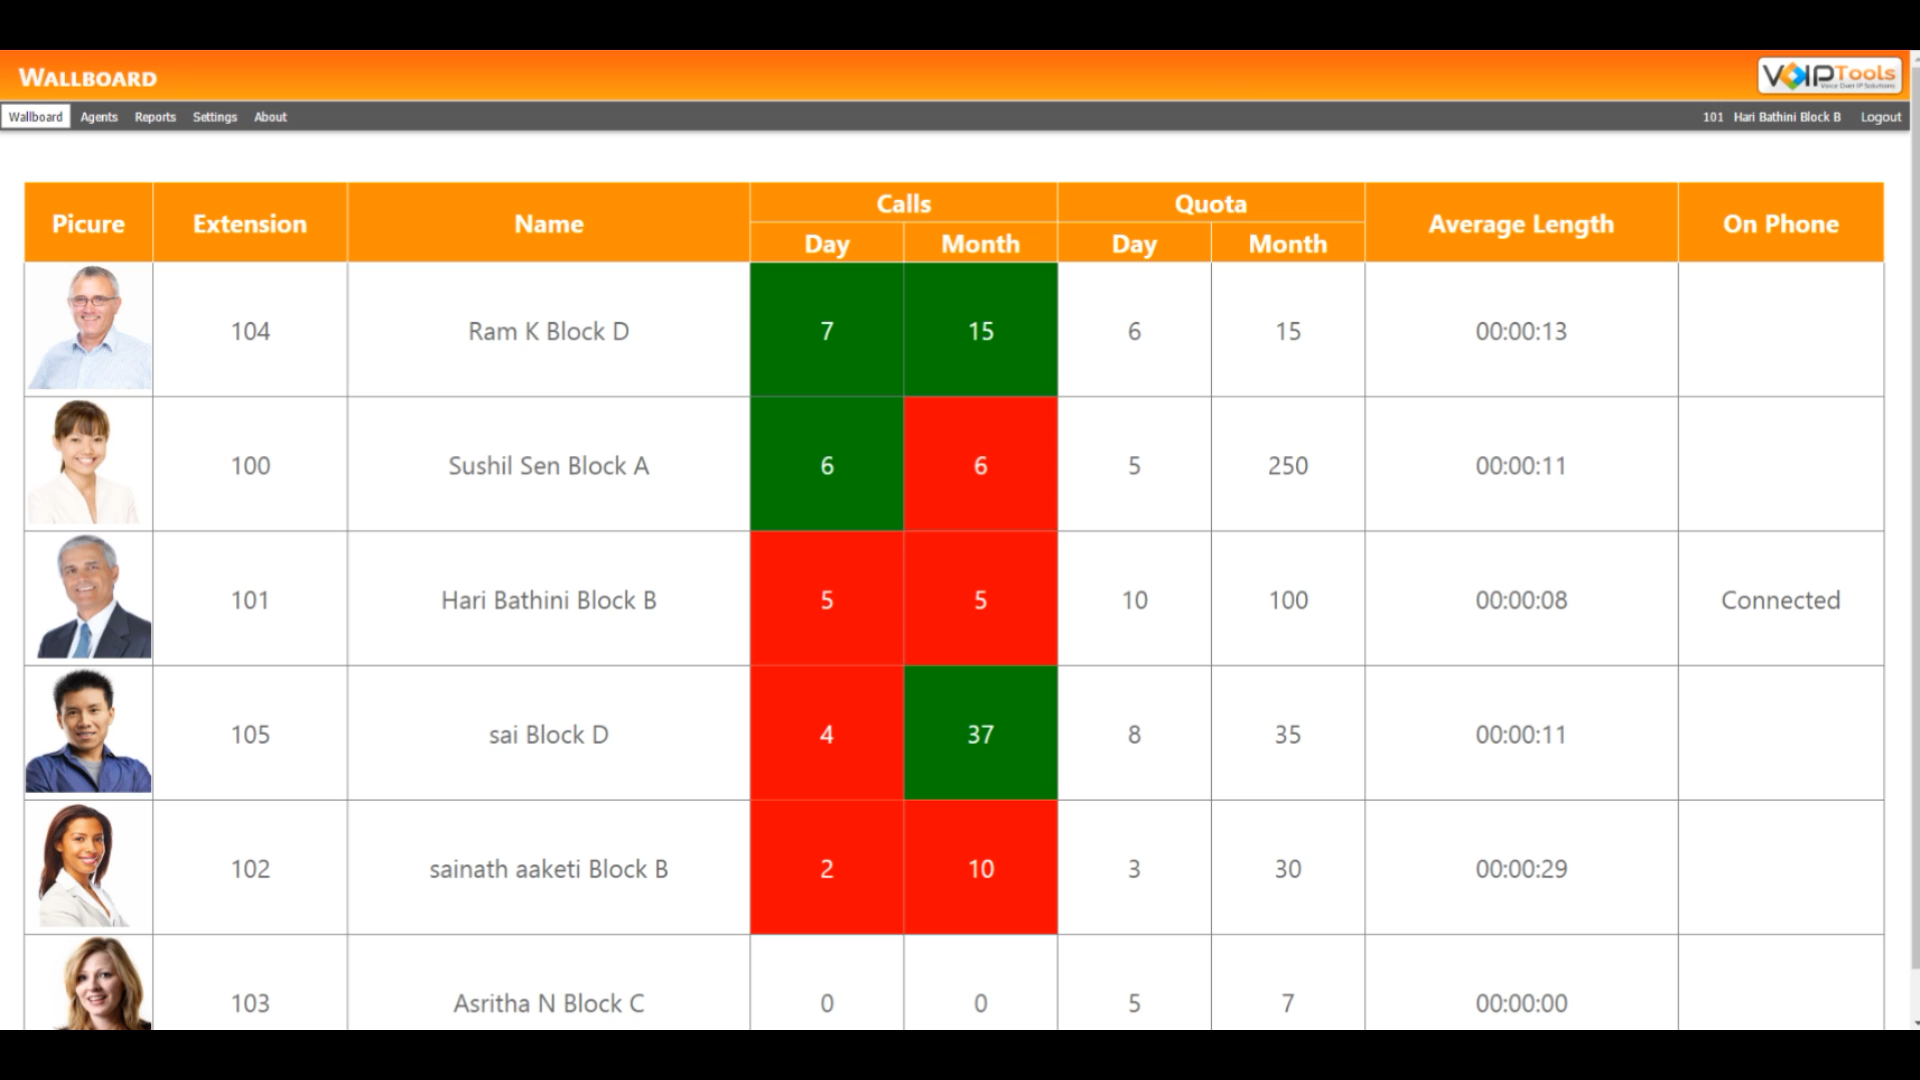 WALLBOARD
VOIPTools
Voice Over IP Solutions
Wallboard Agents Reports Settings About 101 Hari Bathini Block B Logout
Picure Extension Name Calls Quota Average Length On Phone
Day Month Day Month
104 Ram K Block D 7 15 6 15 00:00:13
100 Sushil Sen Block A 6 6 5 250 00:00:11
101 Hari Bathini Block B 5 5 10 100 00:00:08 Connected
105 sai Block D 4 37 8 35 00:00:11
102 sainath aaketi Block B 2 10 3 30 00:00:29
103 Asritha N Block C 0 0 5 7 00:00:00